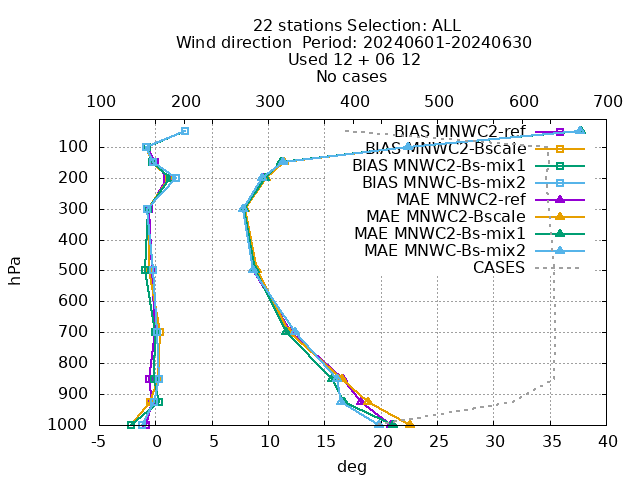 22 stations Selection: ALL
Wind direction  Period: 20240601-20240630
Used 12 + 06 12
No cases
100 200 300 400 500 600 700
BIAS MNWC2-ref
100 BIAS MNWC2-Bscale
BIAS MNWC2-Bs-mix1
200 BIAS MNWC-Bs-mix2
MAE MNWC2-ref
300 MAE MNWC2-Bscale
MAE MNWC2-Bs-mix1
400 MAE MNWC-Bs-mix2
500 CASES
hPa
600
700
800
900
1000
-5 0 5 10 15 20 25 30 35 40
deg